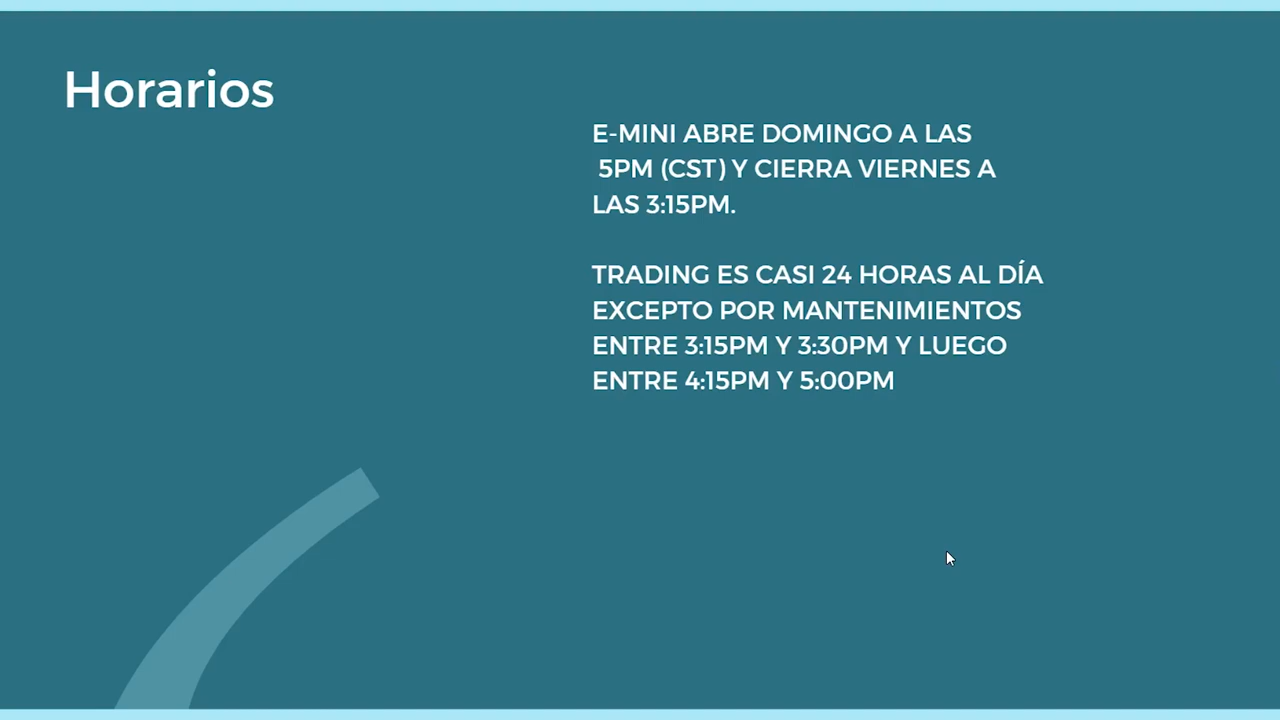 Horarios
E-MINI ABRE DOMINGO A LAS
5PM (CST) Y CIERRA VIERNES A
LAS 3:15PM.
TRADING ES CASI 24 HORAS AL DÍA
EXCEPTO POR MANTENIMIENTOS
ENTRE 3:15PM Y 3:30PM Y LUEGO
ENTRE 4:15PM Y 5:00PM